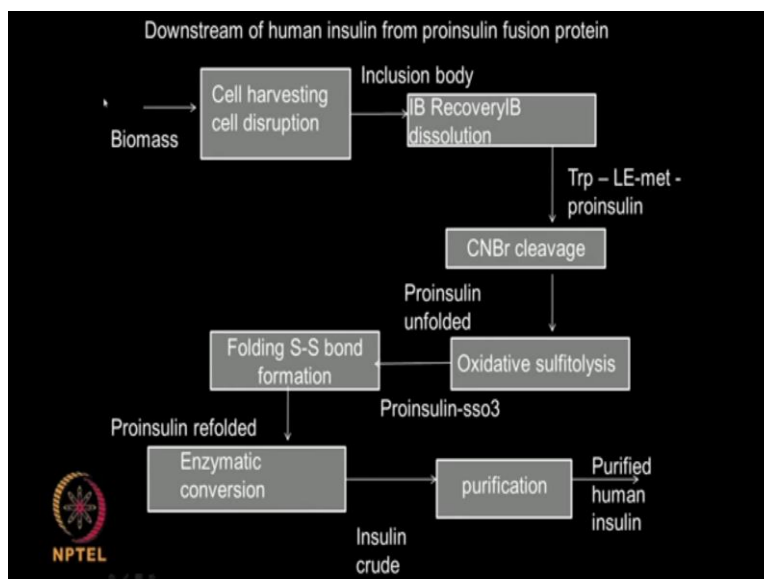 Downstream of human insulin from proinsulin fusion protein
Biomass
Cell harvesting
cell disruption
Inclusion body
IB RecoveryIB
dissolution
Trp – LE-met -
proinsulin
CNBr cleavage
Proinsulin
unfolded
Oxidative sulfitolysis
Proinsulin-sso3
Folding S-S bond
formation
Proinsulin refolded
Enzymatic
conversion
Insulin
crude
purification
Purified
human
insulin
NPTEL